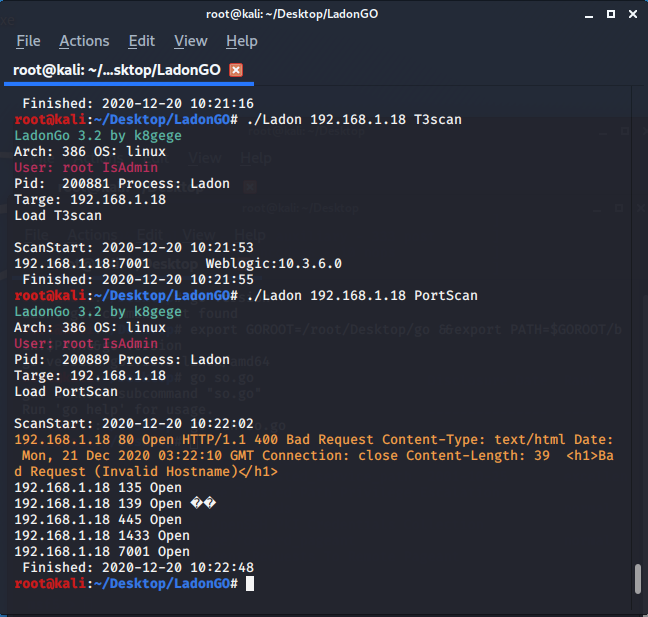 root@kali:~/Desktop/LadonGO
File Actions Edit View Help
root@kali: ~/...sktop/LadonGO
Finished: 2020-12-20 10:21:16
root@kali:~/Desktop/LadonGO# ./Ladon 192.168.1.18 T3scan
LadonGo 3.2 by k8gege
Arch: 386 OS: linux
User: root IsAdmin
Pid:  200881 Process: Ladon
Targe: 192.168.1.18
Load T3scan
ScanStart: 2020-12-20 10:21:53
192.168.1.18:7001       Weblogic:10.3.6.0
Finished: 2020-12-20 10:21:55
root@kali:~/Desktop/LadonGO# ./Ladon 192.168.1.18 PortScan
LadonGo 3.2 by k8gege
Arch: 386 OS: linux
User: root IsAdmin
Pid:  200889 Process: Ladon
Targe: 192.168.1.18
Load PortScan
ScanStart: 2020-12-20 10:22:02
192.168.1.18 80 Open HTTP/1.1 400 Bad Request Content-Type: text/html Date:
Mon, 21 Dec 2020 03:22:10 GMT Connection: close Content-Length: 39  <h1>Ba
d Request (Invalid Hostname)</h1>
192.168.1.18 135 Open
192.168.1.18 139 Open ��
192.168.1.18 445 Open
192.168.1.18 1433 Open
192.168.1.18 7001 Open
Finished: 2020-12-20 10:22:48
root@kali:~/Desktop/LadonGO#